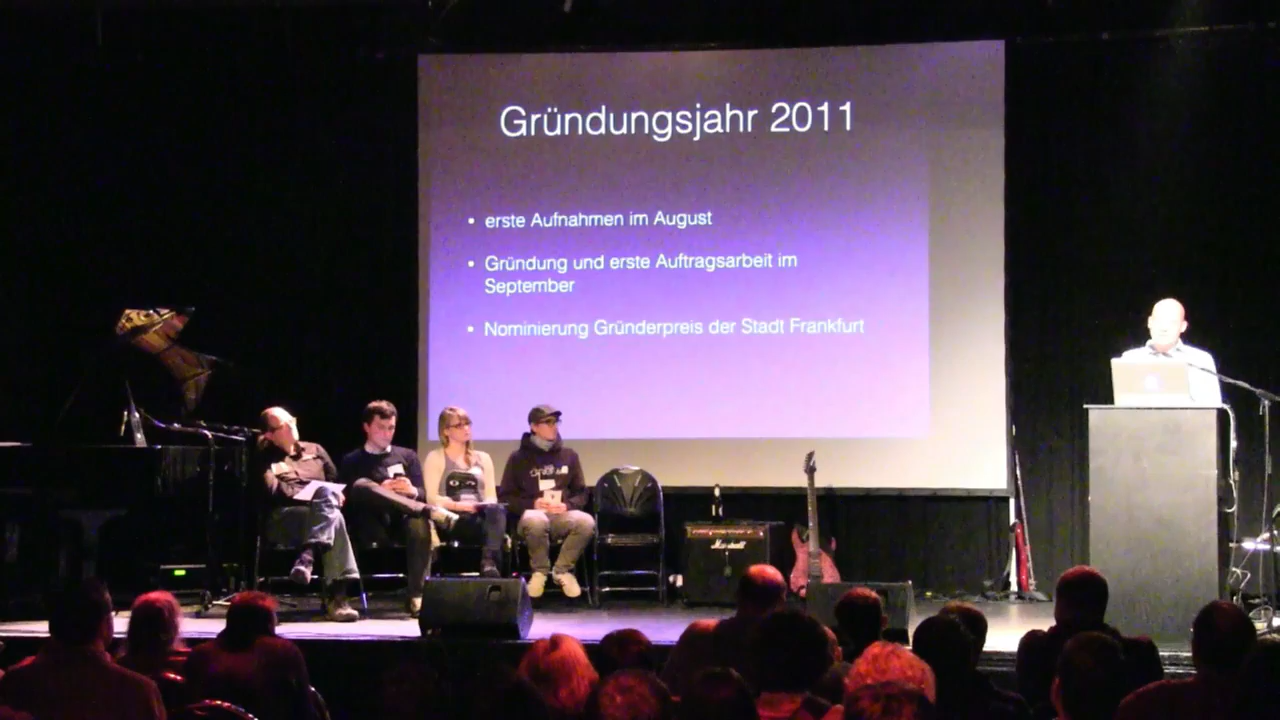 Gründungsjahr 2011
• erste Aufnahmen im August
• Gründung und erste Auftragsarbeit im
September
• Nominierung Gründerpreis der Stadt Frankfurt
Marshall